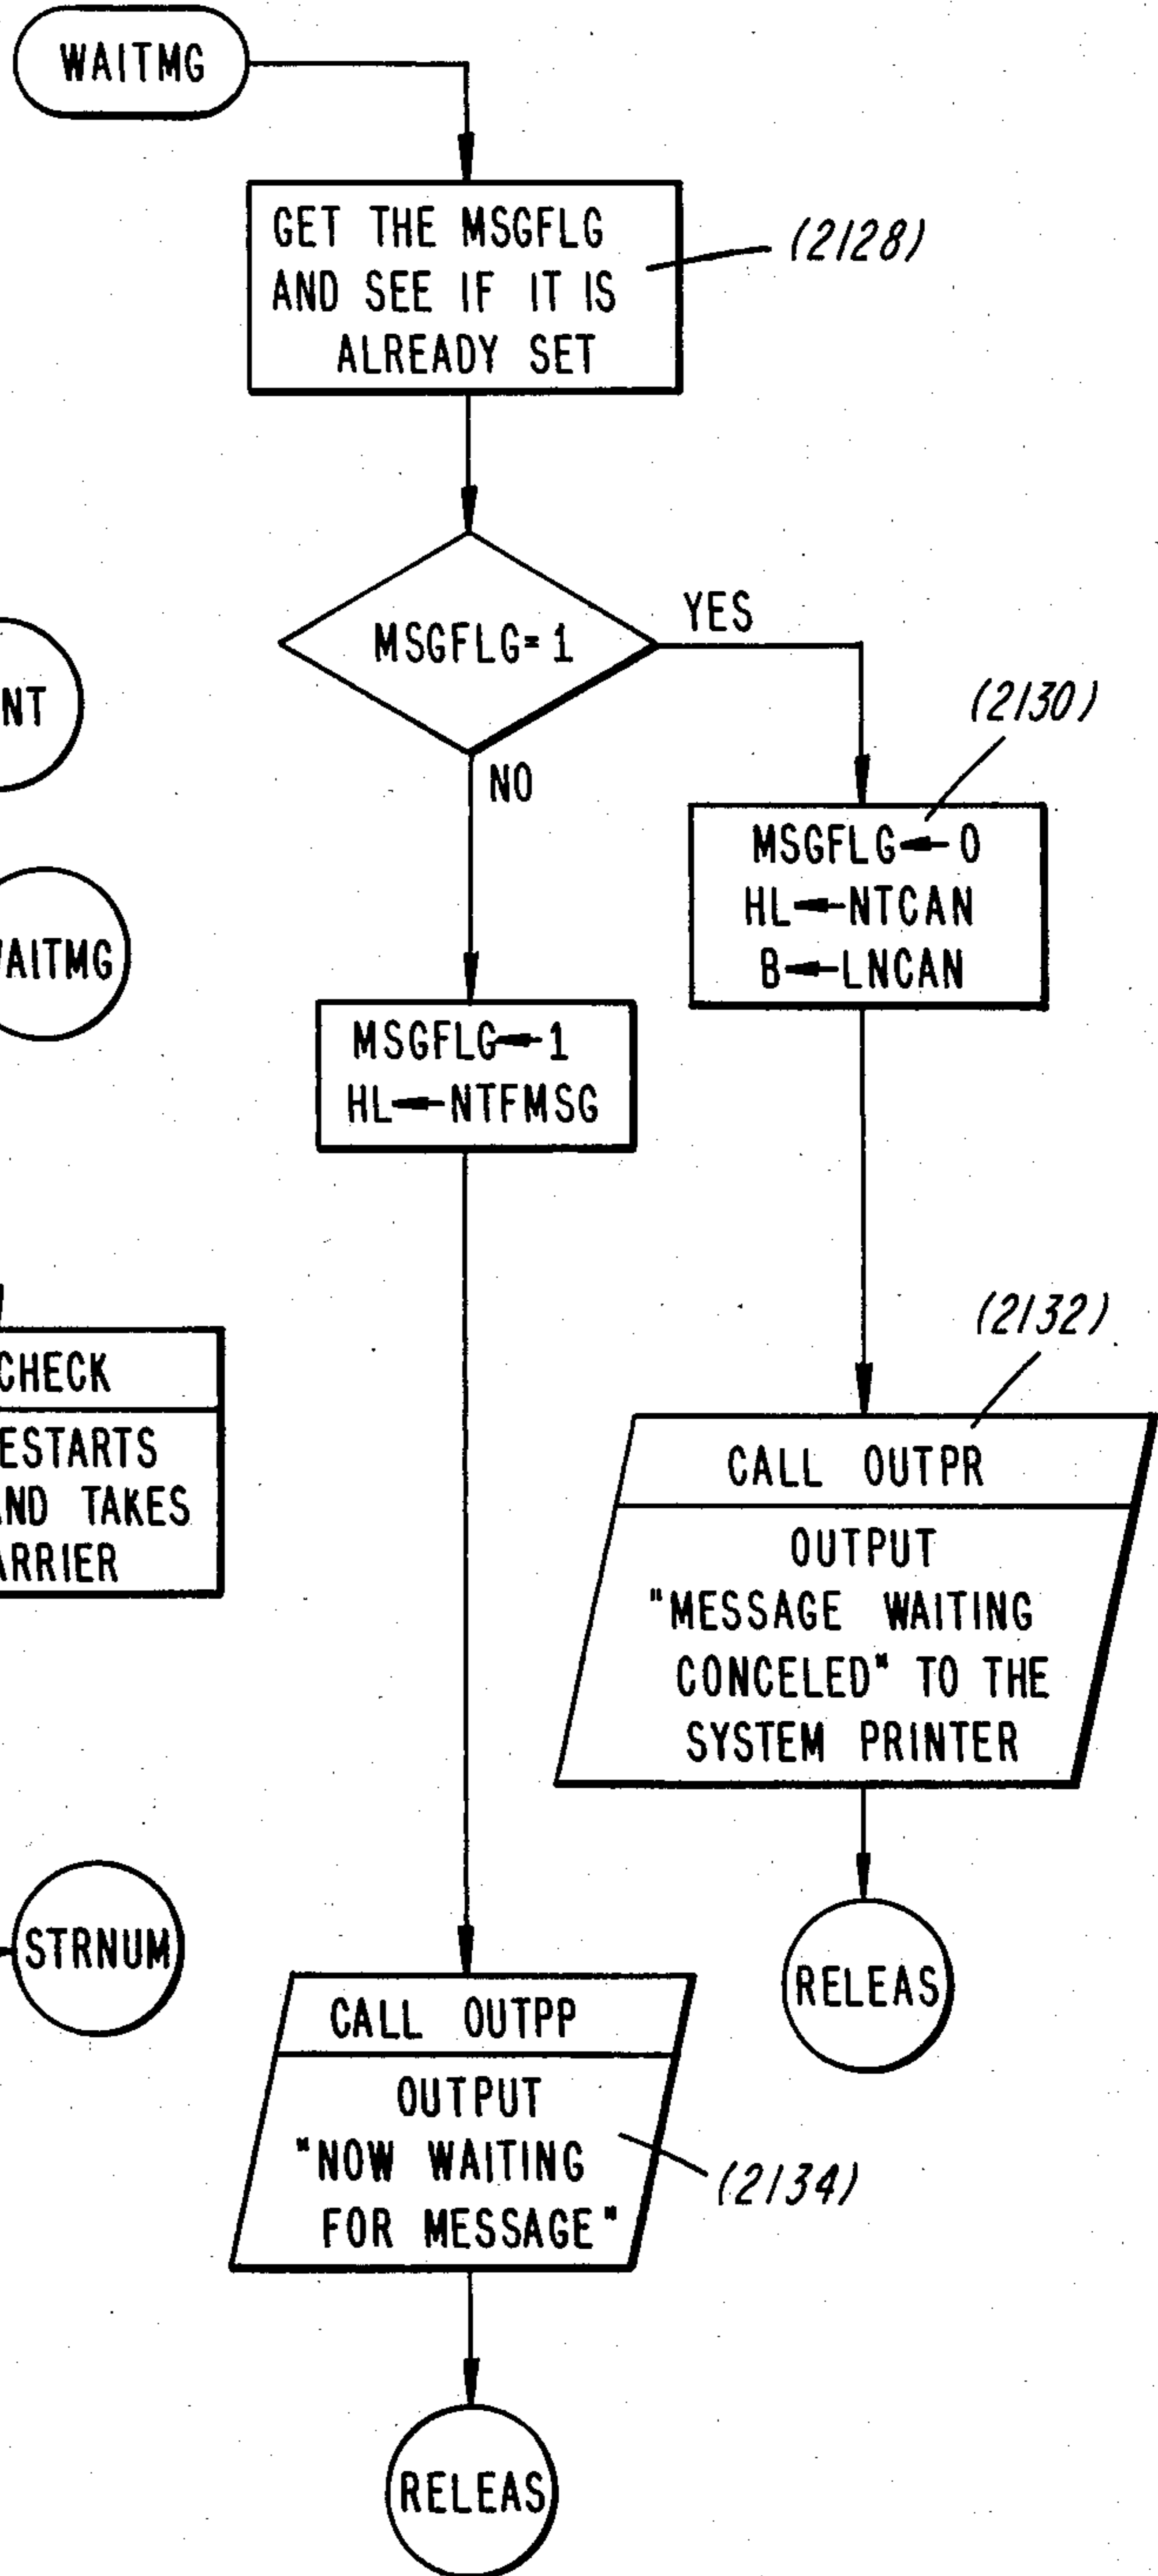 WAITMG
GET THE MSGFLG
AND SEE IF IT IS
ALREADY SET
(2128)
MSGFLG=1
YES
NO
(2130)
MSGFLG←0
HL←NTCAN
B←LNCAN
MSGFLG←1
HL←NTFMSG
(2132)
CALL OUTPR
OUTPUT
"MESSAGE WAITING
CONCELED" TO THE
SYSTEM PRINTER
RELEAS
CALL OUTPP
OUTPUT
"NOW WAITING
FOR MESSAGE"
(2134)
RELEAS
NT
AITMG
CHECK
ESTARTS
ND TAKES
ARRIER
STRNUM